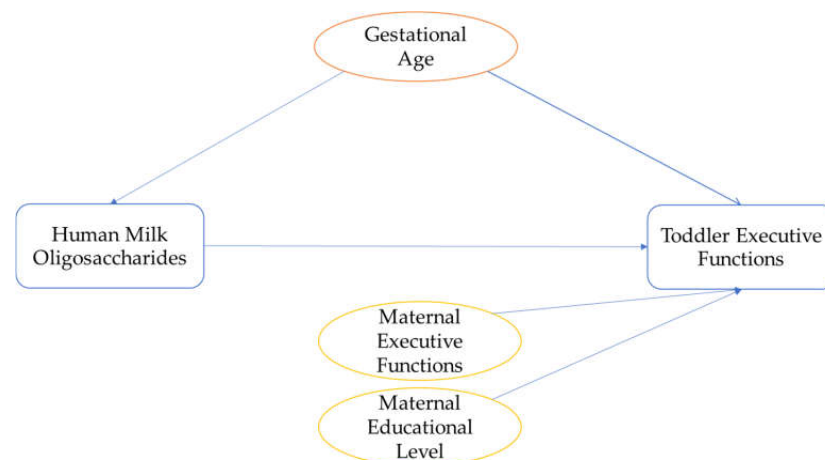 Gestational
Age
Human Milk
Oligosaccharides
Toddler Executive
Functions
Maternal
Executive
Functions
Maternal
Educational
Level